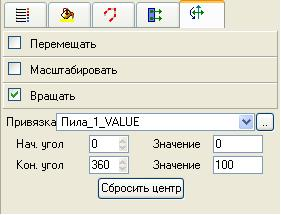 Перемещать
Масштабировать
Вращать
Привязка Пила_1_VALUE ..
Нач. угол 0 Значение 0
Кон. угол 360 Значение 100
Сбросить центр